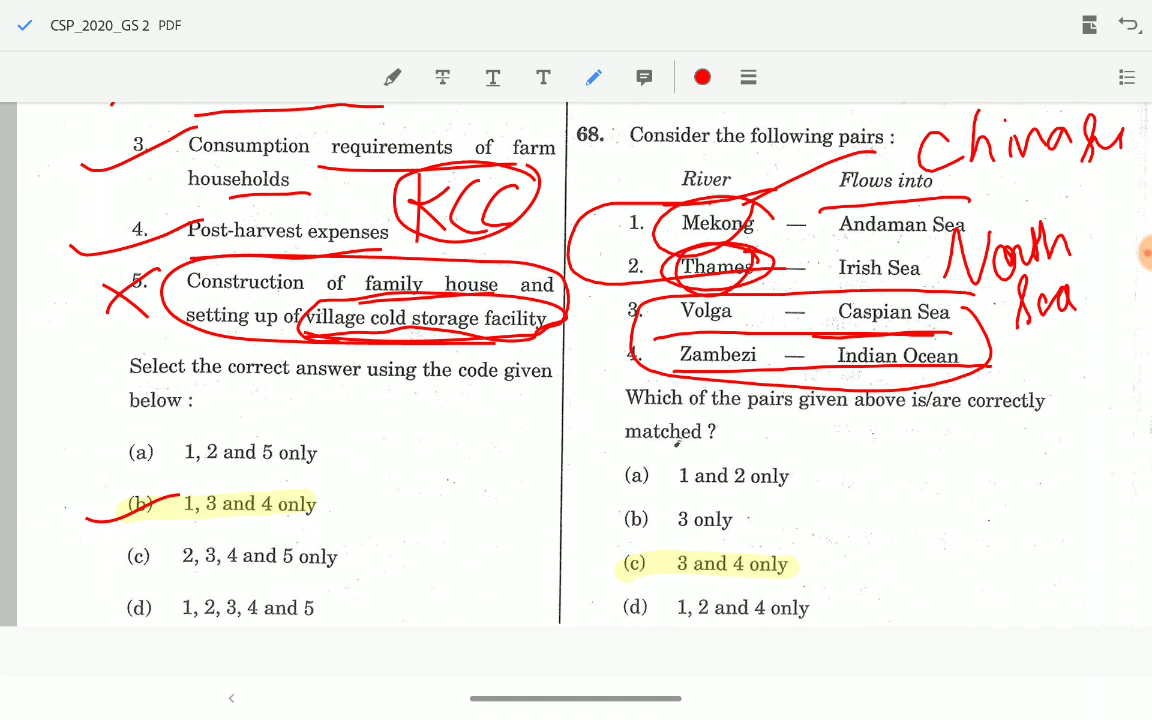 CSP_2020_GS 2 PDF
3. Consumption requirements of farm
households
KCC
4. Post-harvest expenses
5. Construction of family house and
setting up of village cold storage facility
Select the correct answer using the code given
below :
(a) 1, 2 and 5 only
(b) 1, 3 and 4 only
(c) 2, 3, 4 and 5 only
(d) 1, 2, 3, 4 and 5
68. Consider the following pairs :
River Flows into
1. Mekong — Andaman Sea
2. Thames — Irish Sea
3. Volga — Caspian Sea
4. Zambezi — Indian Ocean
North
Sea
Which of the pairs given above is/are correctly
matched ?
(a) 1 and 2 only
(b) 3 only
(c) 3 and 4 only
(d) 1, 2 and 4 only